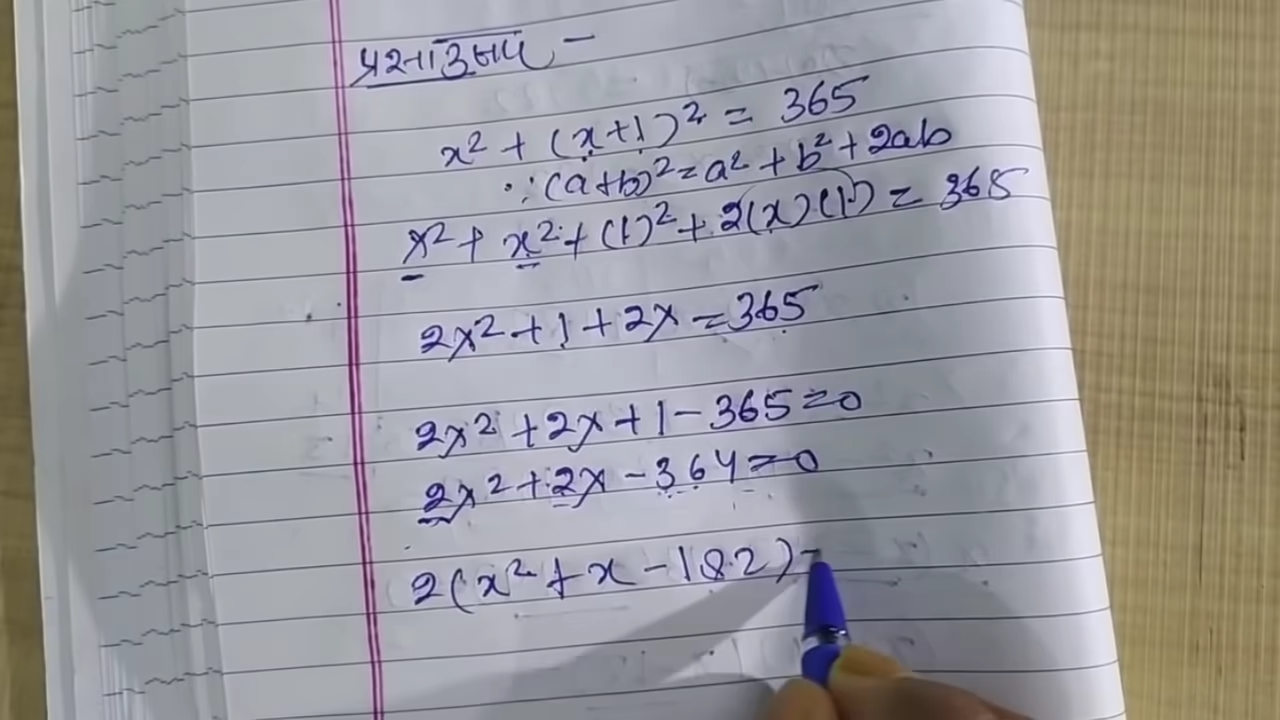 प्रश्नानुसार –
x² + (x+1)² = 365
∵ (a+b)² = a² + b² + 2ab
x² + x² + (1)² + 2(x)(1) = 365
2x² + 1 + 2x = 365
2x² + 2x + 1 - 365 = 0
2x² + 2x - 364 = 0
2(x² + x - 182) =